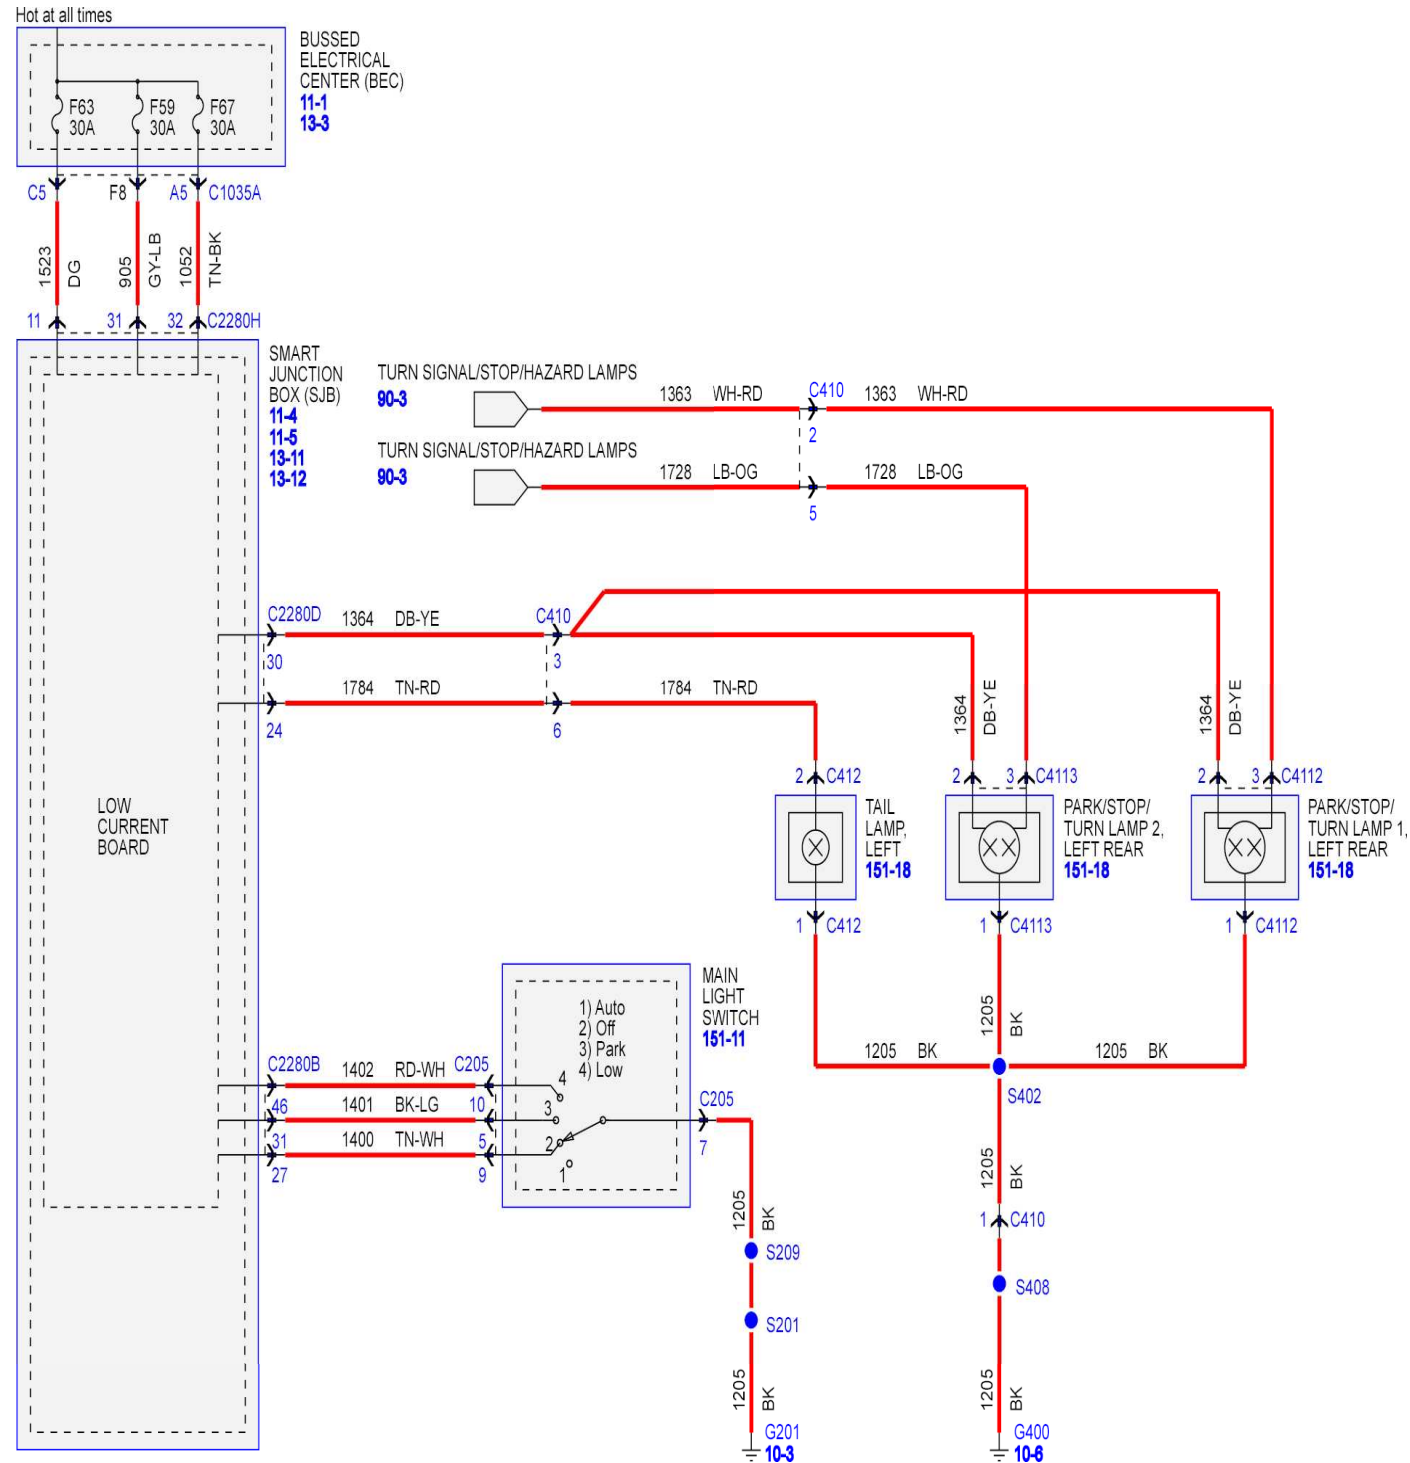 Hot at all times
BUSSED
ELECTRICAL
CENTER (BEC)
11-1
13-3
F63
30A
F59
30A
F67
30A
C5
F8
A5
C1035A
1523
DG
905
GY-LB
1052
TN-BK
11
31
32
C2280H
SMART
JUNCTION
BOX (SJB)
11-4
11-5
13-11
13-12
TURN SIGNAL/STOP/HAZARD LAMPS
90-3
1363 WH-RD
C410
2
1363 WH-RD
TURN SIGNAL/STOP/HAZARD LAMPS
90-3
1728 LB-OG
5
1728 LB-OG
C2280D
30
1364 DB-YE
C410
3
24
1784 TN-RD
6
1784 TN-RD
1364
DB-YE
1364
DB-YE
2
C412
2
3
C4113
2
3
C4112
LOW
CURRENT
BOARD
TAIL
LAMP,
LEFT
151-18
PARK/STOP/
TURN LAMP 2,
LEFT REAR
151-18
PARK/STOP/
TURN LAMP 1,
LEFT REAR
151-18
1
C412
1
C4113
1
C4112
MAIN
LIGHT
SWITCH
151-11
1) Auto
2) Off
3) Park
4) Low
4
3
2
1
C2280B
46
1402 RD-WH
C205
10
31
1401 BK-LG
5
27
1400 TN-WH
9
C205
7
1205
BK
1205 BK
1205 BK
S402
1205
BK
1
C410
S408
1205
BK
G400
10-6
1205
BK
S209
S201
1205
BK
G201
10-3